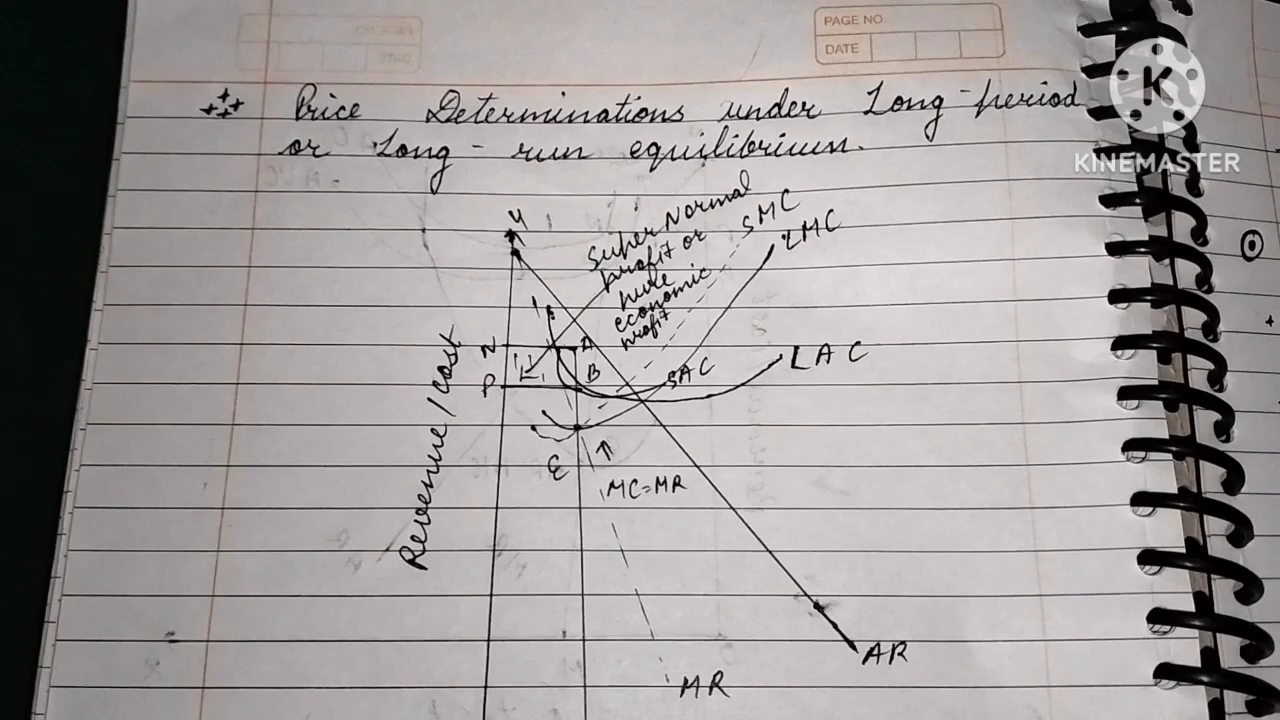 PAGE NO
DATE
K
KINEMASTER
Price Determinations under Long-period
or Long-run equilibrium.
Y
Super Normal
profit or
pure
economic
profit
SMC
LMC
N
A
P
B
SAC
LAC
Revenue/cost
E
MC=MR
AR
MR